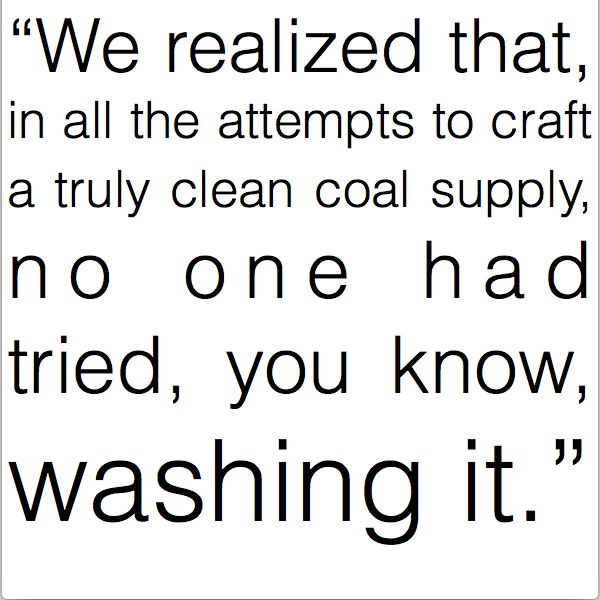 “We realized that,
in all the attempts to craft
a truly clean coal supply,
no one had
tried, you know,
washing it.”